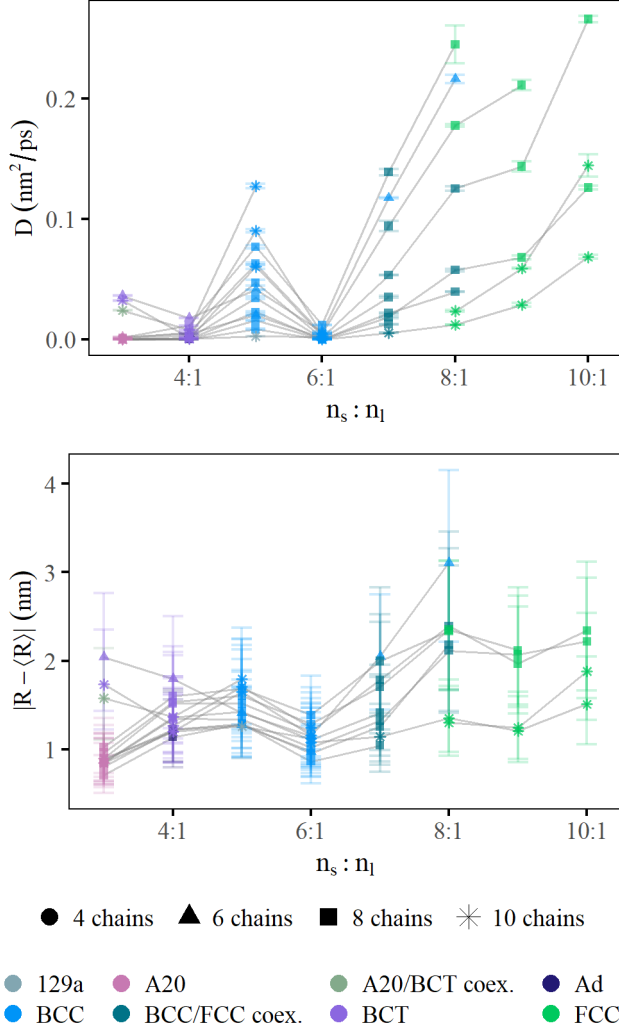 0.2
0.1
0.0
D (nm²/ps)
4:1 6:1 8:1 10:1
nₛ : nₗ
4
3
2
1
|R − ⟨R⟩| (nm)
4:1 6:1 8:1 10:1
nₛ : nₗ
4 chains 6 chains 8 chains 10 chains
129a A20 A20/BCT coex. Ad
BCC BCC/FCC coex. BCT FCC